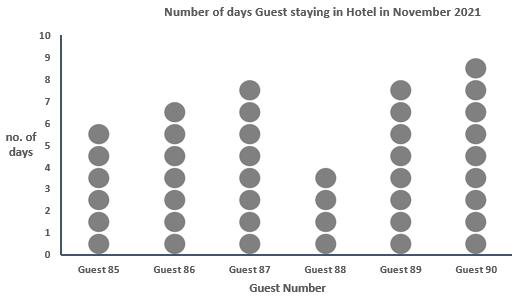 Number of days Guest staying in Hotel in November 2021
10
9
8
7
6
5
4
3
2
1
0
no. of
days
Guest 85 Guest 86 Guest 87 Guest 88 Guest 89 Guest 90
Guest Number